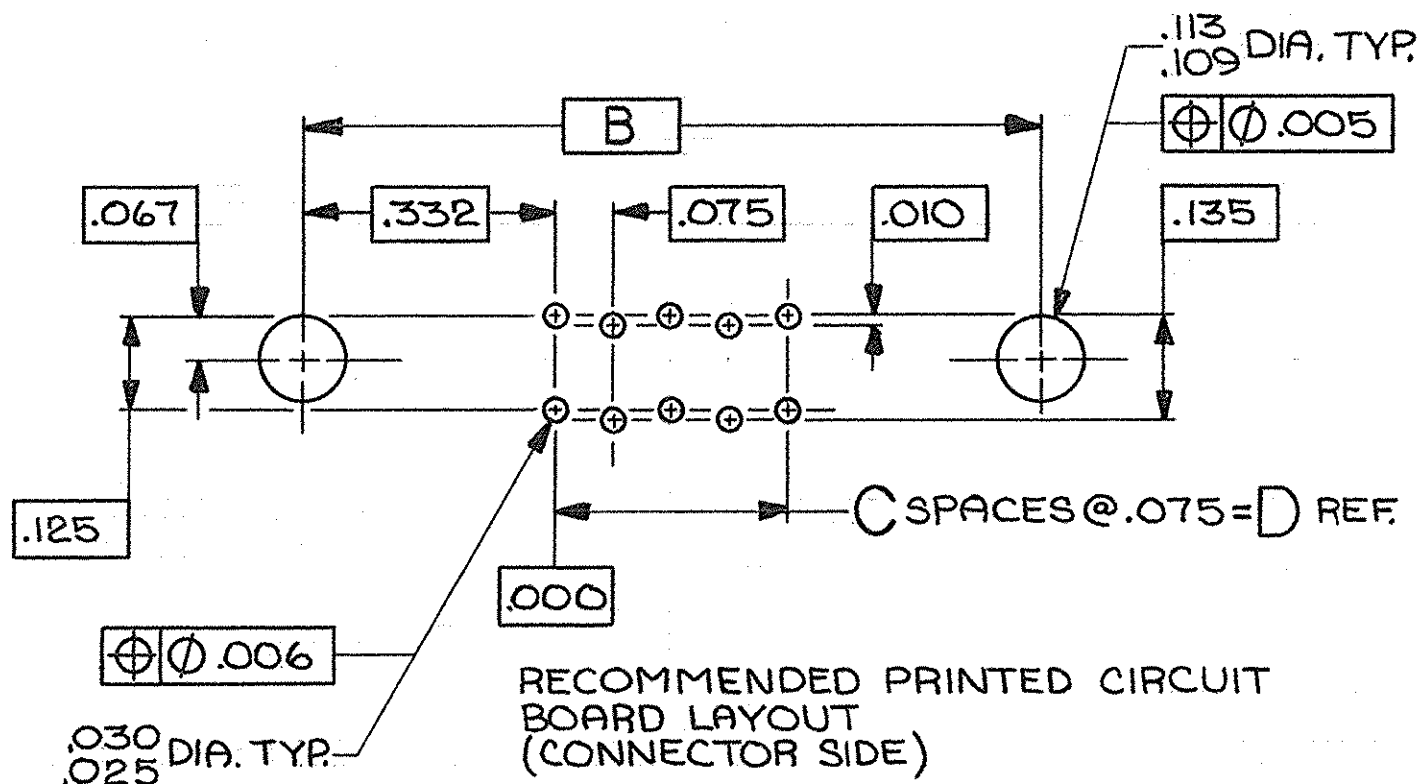 .113
.109 DIA. TYP.
⌖ Ø .005
B
.067
.332
.075
.010
.135
.125
C SPACES @ .075 = D REF.
.000
⌖ Ø .006
.030
.025 DIA. TYP.
RECOMMENDED PRINTED CIRCUIT
BOARD LAYOUT
(CONNECTOR SIDE)